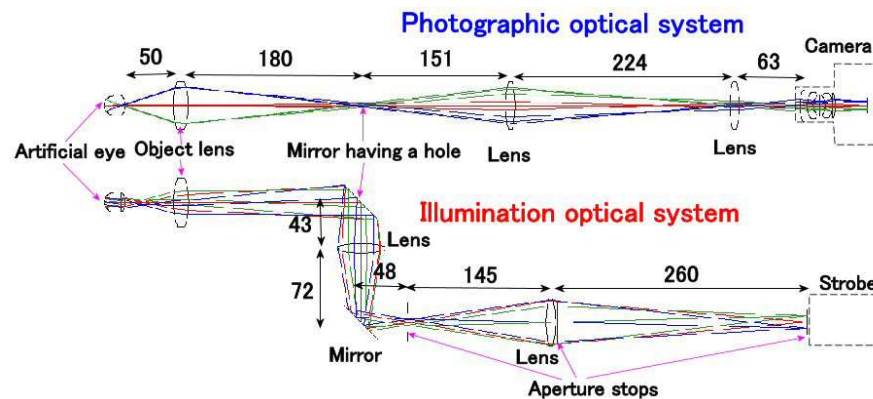 Photographic optical system
Camera
50
180
151
224
63
Artificial eye
Object lens
Mirror having a hole
Lens
Lens
Illumination optical system
43
Lens
72
48
145
260
Strobe
Mirror
Lens
Aperture stops